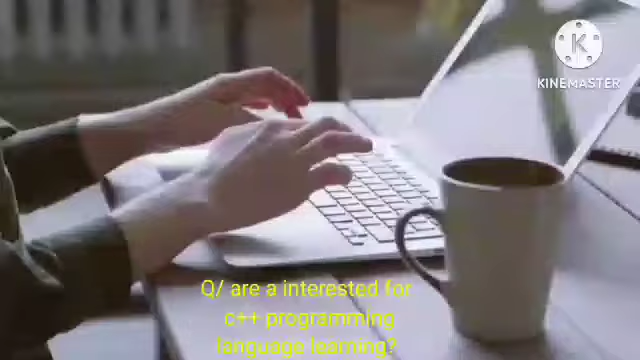 K
KINEMASTER
Q/ are a interested for
c++ programming
language learning?